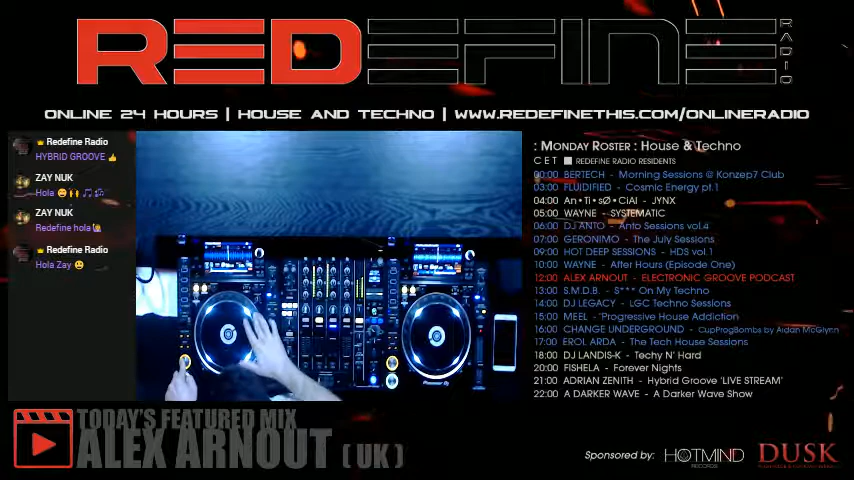 REDEFINE
RADIO
ONLINE 24 HOURS | HOUSE AND TECHNO | WWW.REDEFINETHIS.COM/ONLINERADIO
Redefine Radio
HYBRID GROOVE 👍
ZAY NUK
Hola
ZAY NUK
Redefine hola
Redefine Radio
Hola Zay
: Monday Roster : House & Techno
CET REDEFINE RADIO RESIDENTS
00:00 BERTECH - Morning Sessions @ Konzep7 Club
03:00 FLUIDIFIED - Cosmic Energy pt.1
04:00 An•Ti•sØ•CiAl - JYNX
05:00 WAYNE - SYSTEMATIC
06:00 DJ ANTO - Anto Sessions vol.4
07:00 GERONIMO - The July Sessions
09:00 HOT DEEP SESSIONS - HDS vol.1
10:00 WAYNE - After Hours (Episode One)
12:00 ALEX ARNOUT - ELECTRONIC GROOVE PODCAST
13:00 S.M.D.B. - S*** On My Techno
14:00 DJ LEGACY - LGC Techno Sessions
15:00 MEEL - "Progressive House Addiction
16:00 CHANGE UNDERGROUND - CupProgBombs by Aidan McGlynn
17:00 EROL ARDA - The Tech House Sessions
18:00 DJ LANDIS-K - Techy N' Hard
20:00 FISHELA - Forever Nights
21:00 ADRIAN ZENITH - Hybrid Groove 'LIVE STREAM'
22:00 A DARKER WAVE - A Darker Wave Show
TODAY'S FEATURED MIX
ALEX ARNOUT ( UK )
Sponsored by: HOTMIND RECORDS DUSK
Pioneer DJ